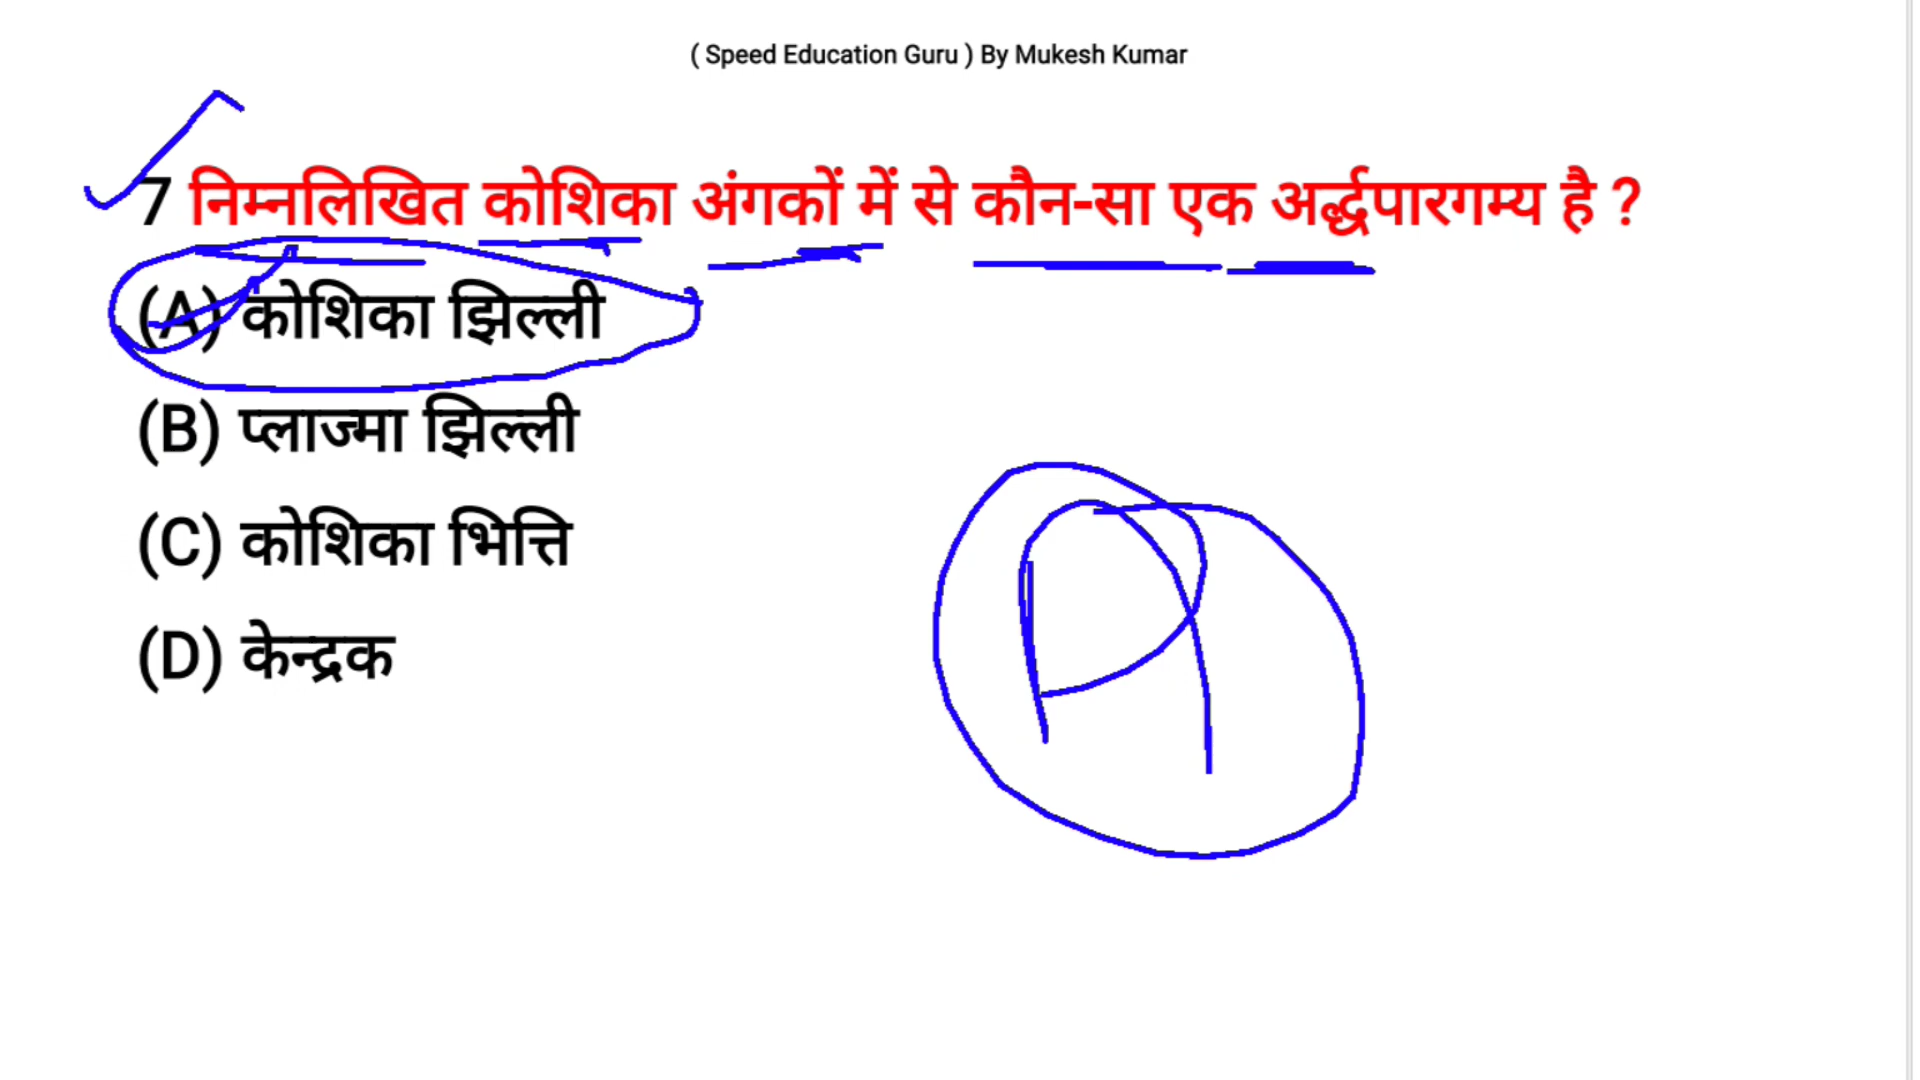 ( Speed Education Guru ) By Mukesh Kumar
7 निम्नलिखित कोशिका अंगकों में से कौन-सा एक अर्द्धपारगम्य है ?
(A) कोशिका झिल्ली
(B) प्लाज्मा झिल्ली
(C) कोशिका भित्ति
(D) केन्द्रक